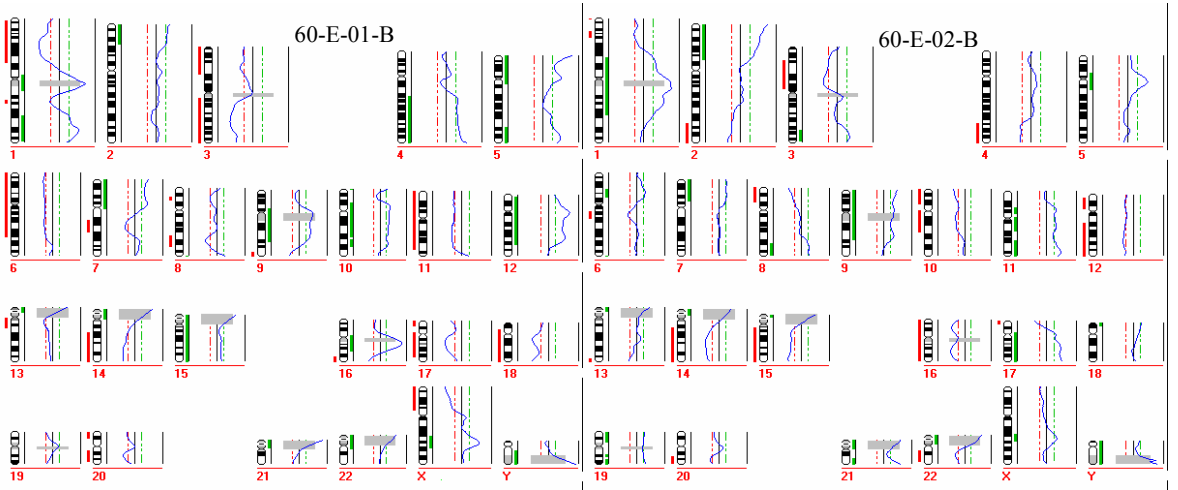 60-E-01-B
60-E-02-B
1 2 3 4 5 1 2 3 4 5
6 7 8 9 10 11 12 6 7 8 9 10 11 12
13 14 15 16 17 18 13 14 15 16 17 18
19 20 21 22 X Y 19 20 21 22 X Y